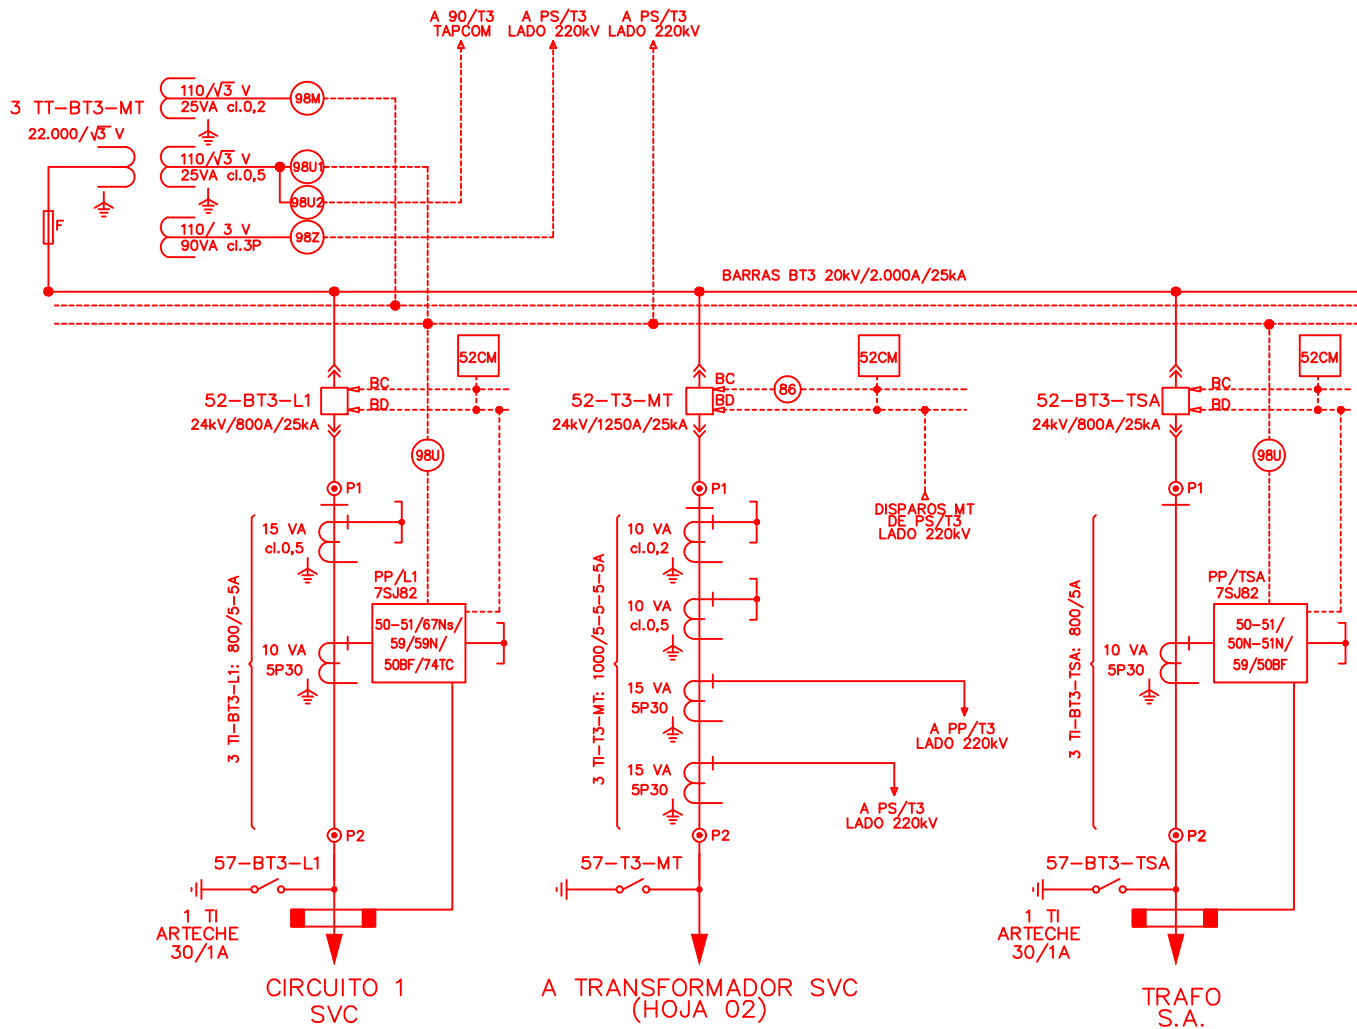 A 90/T3
TAPCOM
A PS/T3
LADO 220kV
A PS/T3
LADO 220kV
3 TT-BT3-MT
22.000/√3 V
110/√3 V
25VA cl.0,2
98M
110/√3 V
25VA cl.0,5
98U1
98U2
110/ 3 V
90VA cl.3P
98Z
F
BARRAS BT3 20kV/2.000A/25kA
52CM
BC
BD
52-BT3-L1
24kV/800A/25kA
98U
P1
15 VA
cl.0,5
3 TI-BT3-L1: 800/5-5A
PP/L1
7SJ82
50-51/67Ns/
59/59N/
50BF/74TC
10 VA
5P30
P2
57-BT3-L1
1 TI
ARTECHE
30/1A
CIRCUITO 1
SVC
52CM
BC
86
BD
52-T3-MT
24kV/1250A/25kA
P1
DISPAROS MT
DE PS/T3
LADO 220kV
10 VA
cl.0,2
10 VA
cl.0,5
3 TI-T3-MT: 1000/5-5-5-5A
15 VA
5P30
A PP/T3
LADO 220kV
15 VA
5P30
A PS/T3
LADO 220kV
P2
57-T3-MT
A TRANSFORMADOR SVC
(HOJA 02)
52CM
BC
BD
52-BT3-TSA
24kV/800A/25kA
98U
P1
3 TI-BT3-TSA: 800/5A
PP/TSA
7SJ82
50-51/
50N-51N/
59/50BF
10 VA
5P30
P2
57-BT3-TSA
1 TI
ARTECHE
30/1A
TRAFO
S.A.